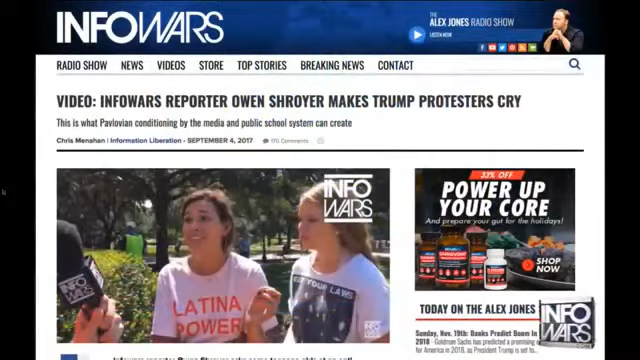 INFOWARS
THE
ALEX JONES RADIO SHOW
LISTEN NOW
RADIO SHOW NEWS VIDEOS STORE TOP STORIES BREAKING NEWS CONTACT
VIDEO: INFOWARS REPORTER OWEN SHROYER MAKES TRUMP PROTESTERS CRY
This is what Pavlovian conditioning by the media and public school system can create
Chris Menahan / Information Liberation - SEPTEMBER 4, 2017 170 Comments
INFO
WARS
INFO
WARS
LATINA
POWER
YOUR LAWS
33% OFF
POWER UP
YOUR CORE
And prepare your gut for the holidays!
SHOP
NOW
TODAY ON THE ALEX JONES
INFO
WARS
Sunday, Nov. 19th: Banks Predict Boom In
2018 - Goldman Sachs has predicted a promising
for America in 2018, as President Trump is set to